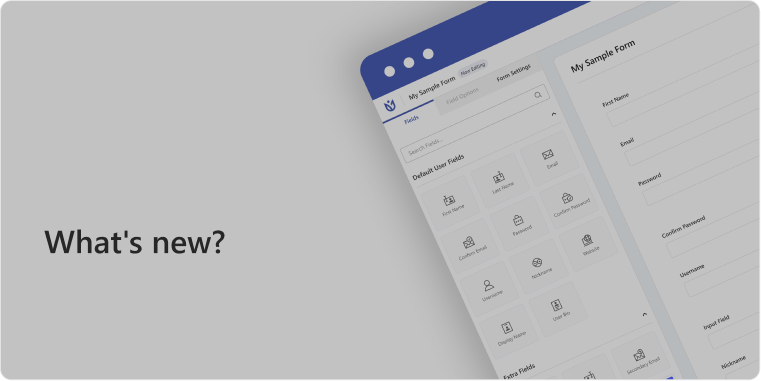 What's new?
My Sample Form
Now Editing
Fields
Field Options
Form Settings
Search Fields...
Default User Fields
First Name
Last Name
Email
Confirm Email
Password
Confirm Password
Username
Nickname
Website
Display Name
User Bio
Extra Fields
Secondary Email
My Sample Form
First Name
Email
Password
Confirm Password
Username
Input Field
Nickname